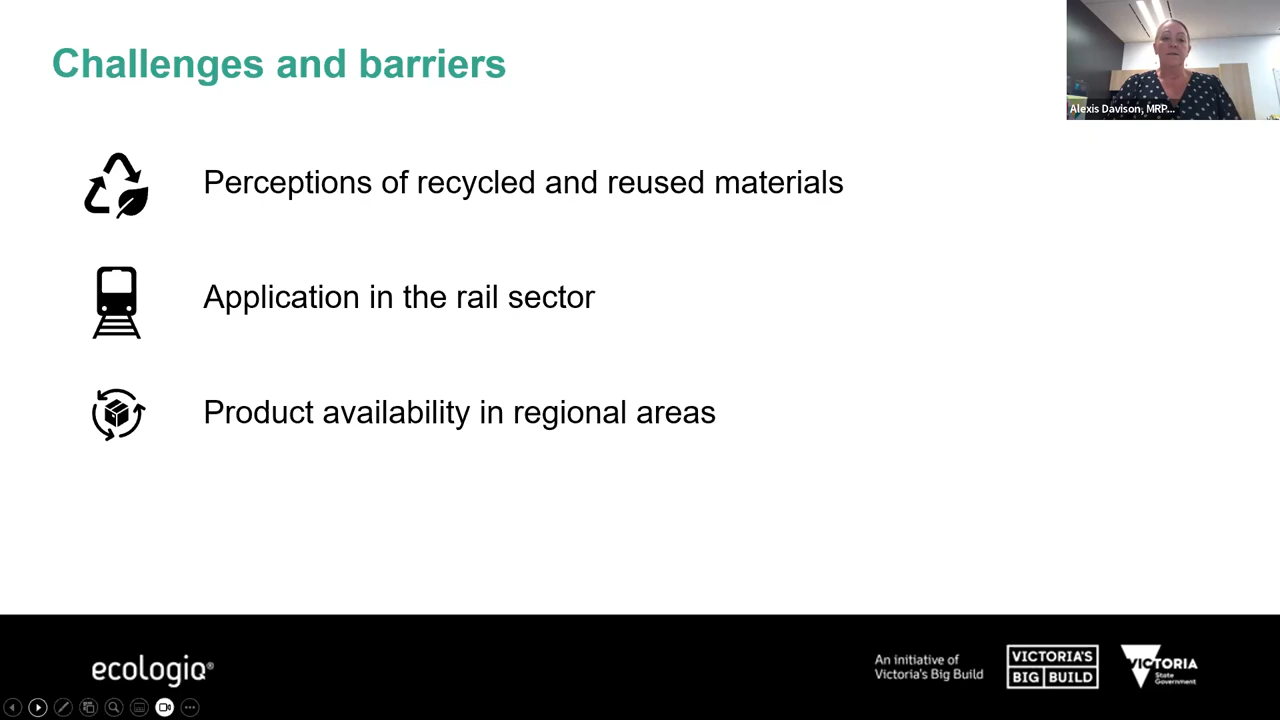 Challenges and barriers
Alexis Davison, MRP...
Perceptions of recycled and reused materials
Application in the rail sector
Product availability in regional areas
ecologiq®
An initiative of
Victoria's Big Build
VICTORIA'S
BIG BUILD
VICTORIA
State
Government